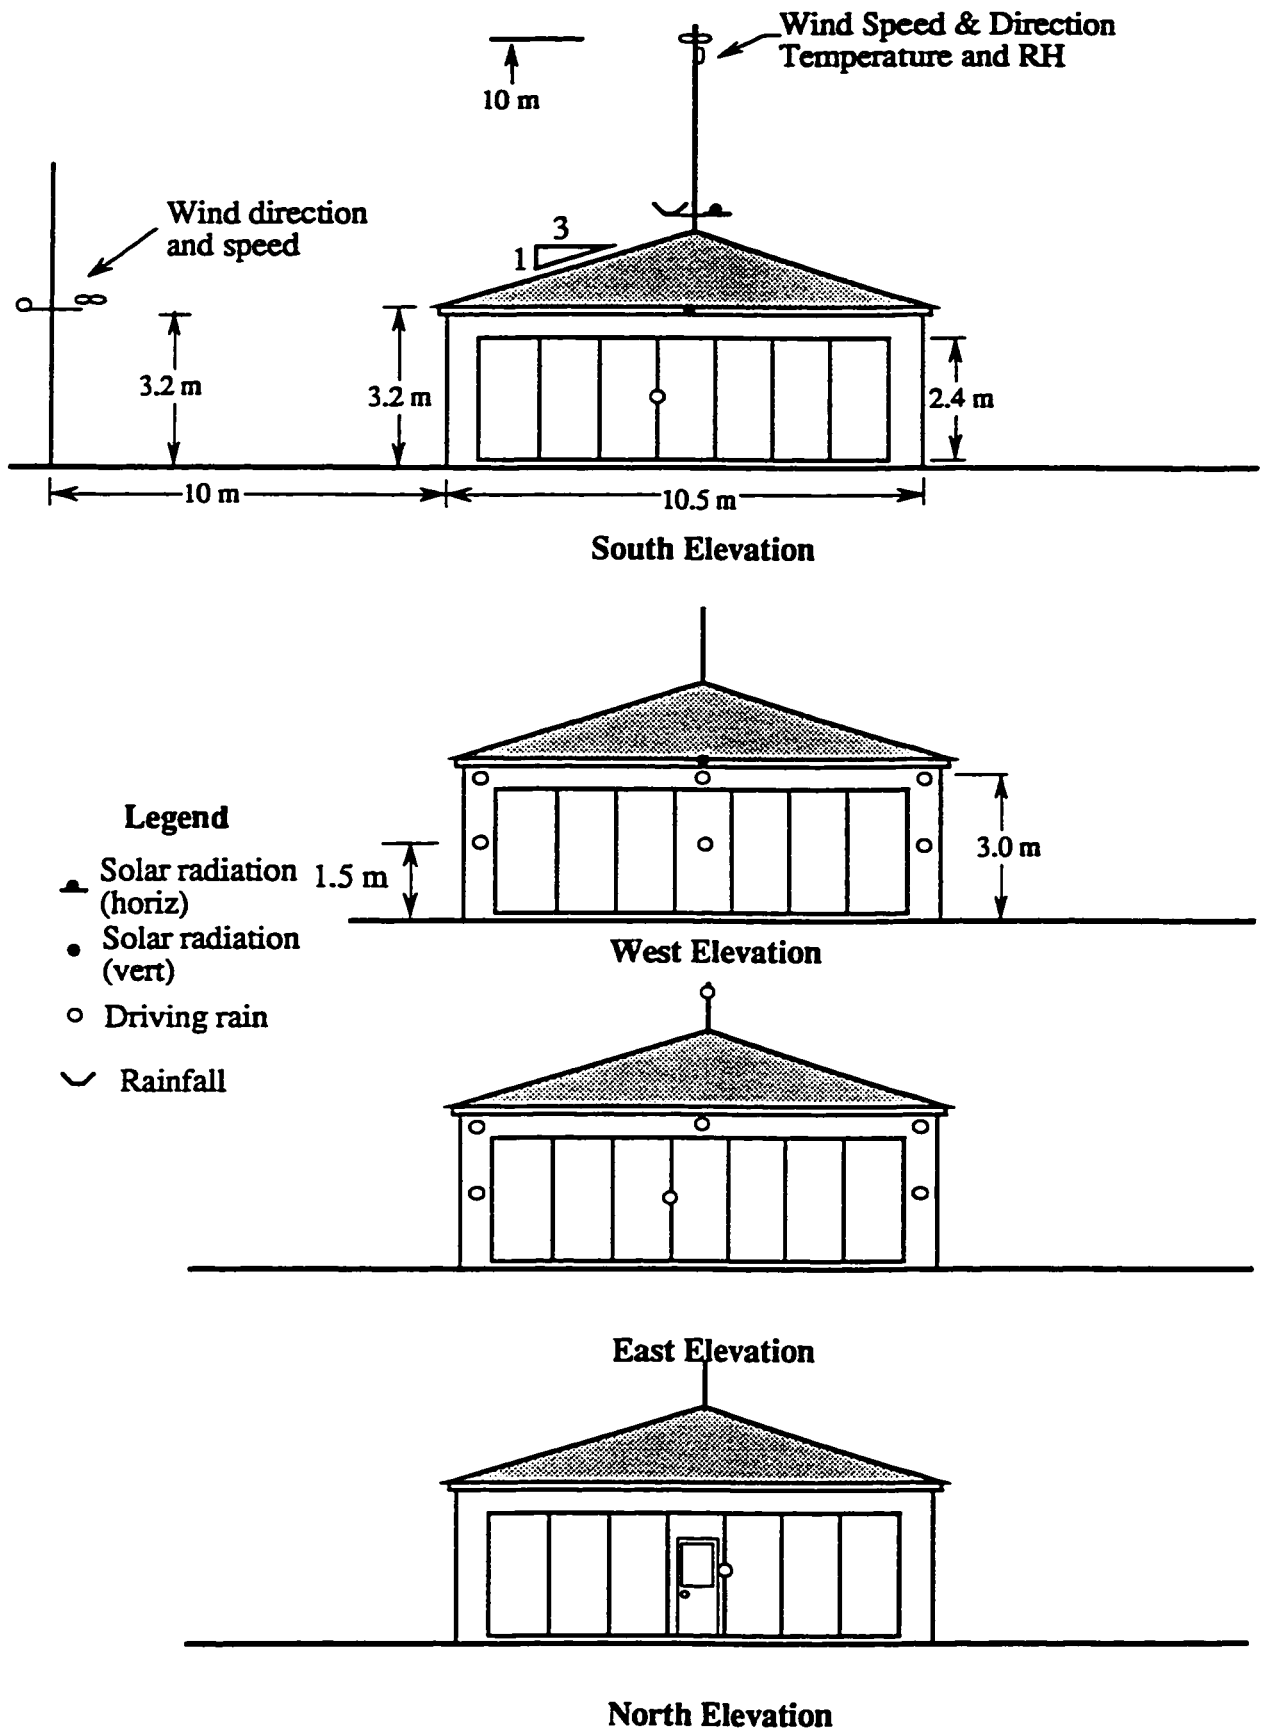 Wind Speed & Direction
Temperature and RH
10 m
Wind direction
and speed
3
1
3.2 m
3.2 m
2.4 m
10 m
10.5 m
South Elevation
Legend
Solar radiation
(horiz)
Solar radiation
(vert)
Driving rain
Rainfall
1.5 m
3.0 m
West Elevation
East Elevation
North Elevation